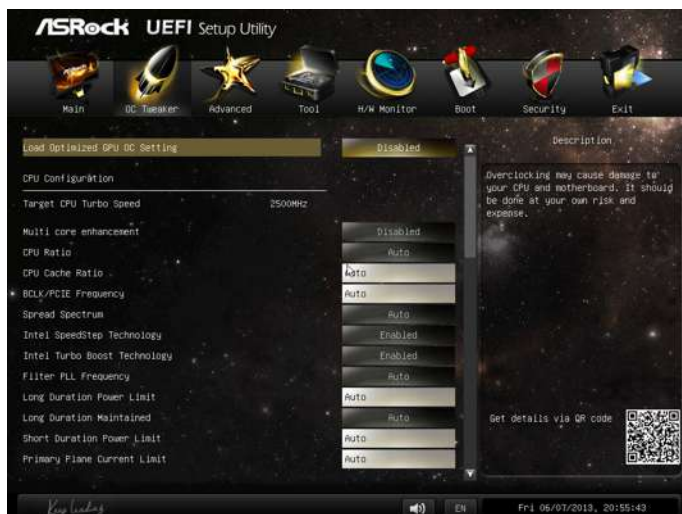 ASRock UEFI Setup Utility
Main OC Tweaker Advanced Tool H/W Monitor Boot Security Exit
Load Optimized GPU OC Setting Disabled
CPU Configuration
Target CPU Turbo Speed 2500MHz
Multi core enhancement Disabled
CPU Ratio Auto
CPU Cache Ratio Auto
BCLK/PCIE Frequency Auto
Spread Spectrum Auto
Intel SpeedStep Technology Enabled
Intel Turbo Boost Technology Enabled
Filter PLL Frequency Auto
Long Duration Power Limit Auto
Long Duration Maintained Auto
Short Duration Power Limit Auto
Primary Plane Current Limit Auto
Description
Overclocking may cause damage to
your CPU and motherboard. It should
be done at your own risk and
expense.
Get details via QR code
EN
Fri 06/07/2013, 20:55:43